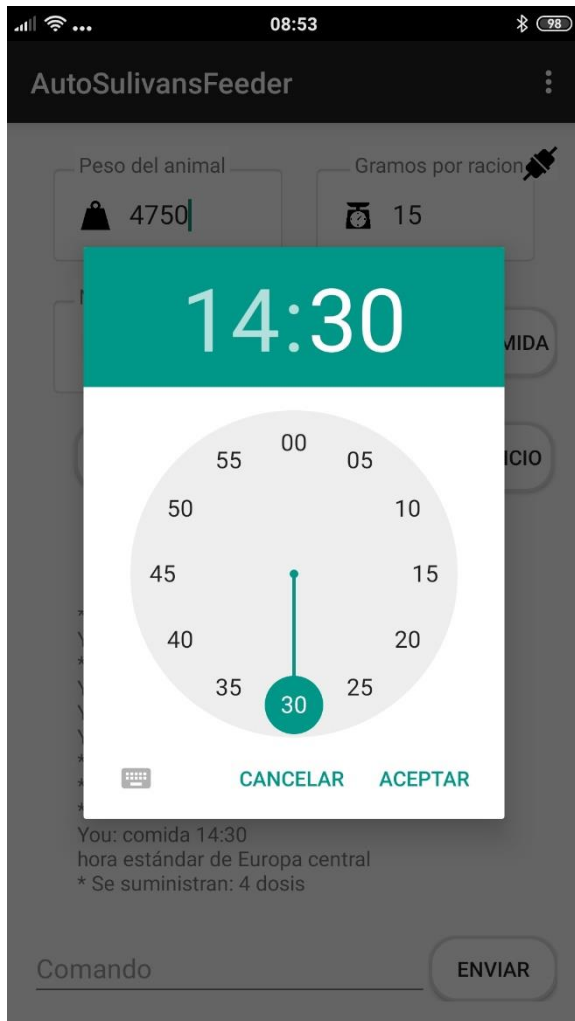 08:53
98
AutoSulivansFeeder
Peso del animal
Gramos por racion
4750
15
14:30
00
55
05
50
10
45
15
40
20
35
25
30
CANCELAR
ACEPTAR
You: comida 14:30
hora estándar de Europa central
* Se suministran: 4 dosis
Comando
ENVIAR